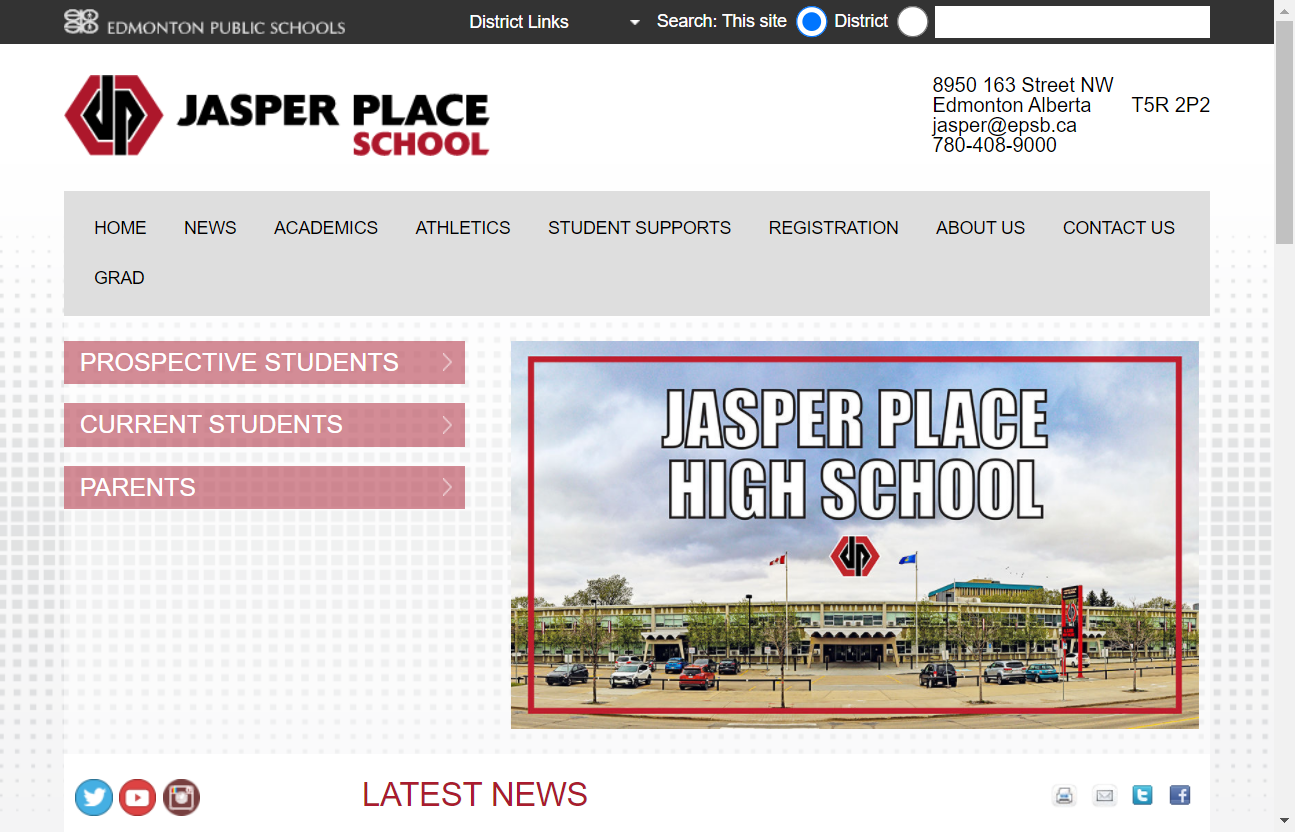 EDMONTON PUBLIC SCHOOLS
District Links
Search: This site
District
JASPER PLACE
SCHOOL
8950 163 Street NW
Edmonton Alberta T5R 2P2
jasper@epsb.ca
780-408-9000
HOME NEWS ACADEMICS ATHLETICS STUDENT SUPPORTS REGISTRATION ABOUT US CONTACT US
GRAD
PROSPECTIVE STUDENTS
CURRENT STUDENTS
PARENTS
JASPER PLACE
HIGH SCHOOL
LATEST NEWS